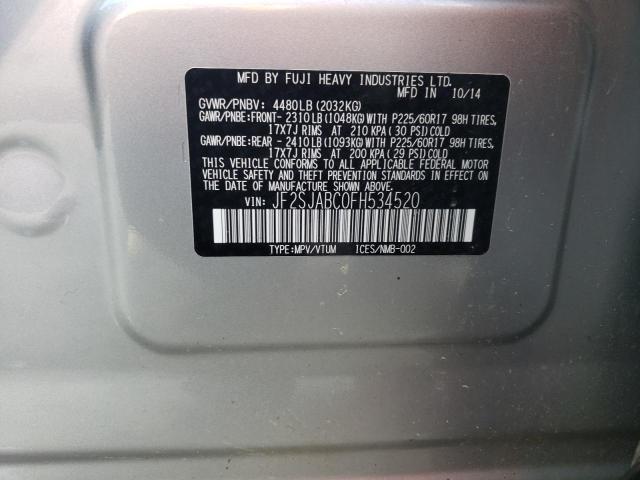 MFD BY FUJI HEAVY INDUSTRIES LTD.
MFD IN 10/14
GVWR/PNBV: 4480LB (2032KG)
GAWR/PNBE:FRONT- 2310LB(1048KG)WITH P225/60R17 98H TIRES,
17X7J RIMS AT 210 KPA( 30 PSI)COLD
GAWR/PNBE:REAR - 2410LB(1093KG)WITH P225/60R17 98H TIRES,
17X7J RIMS AT 200 KPA( 29 PSI)COLD
THIS VEHICLE CONFORMS TO ALL APPLICABLE FEDERAL MOTOR
VEHICLE SAFETY STANDARDS IN EFFECT ON THE DATE OF
MANUFACTURE SHOWN ABOVE.
VIN: JF2SJABC0FH534520
TYPE:MPV/VTUM ICES/NMB-002